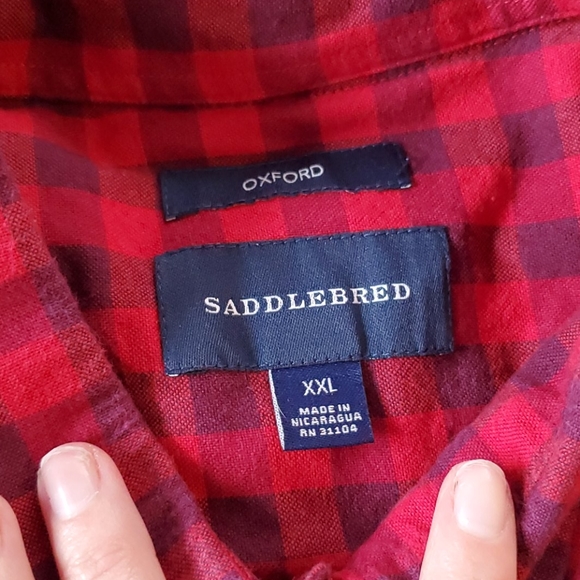 OXFORD
SADDLEBRED
XXL
MADE IN
NICARAGUA
RN 31104